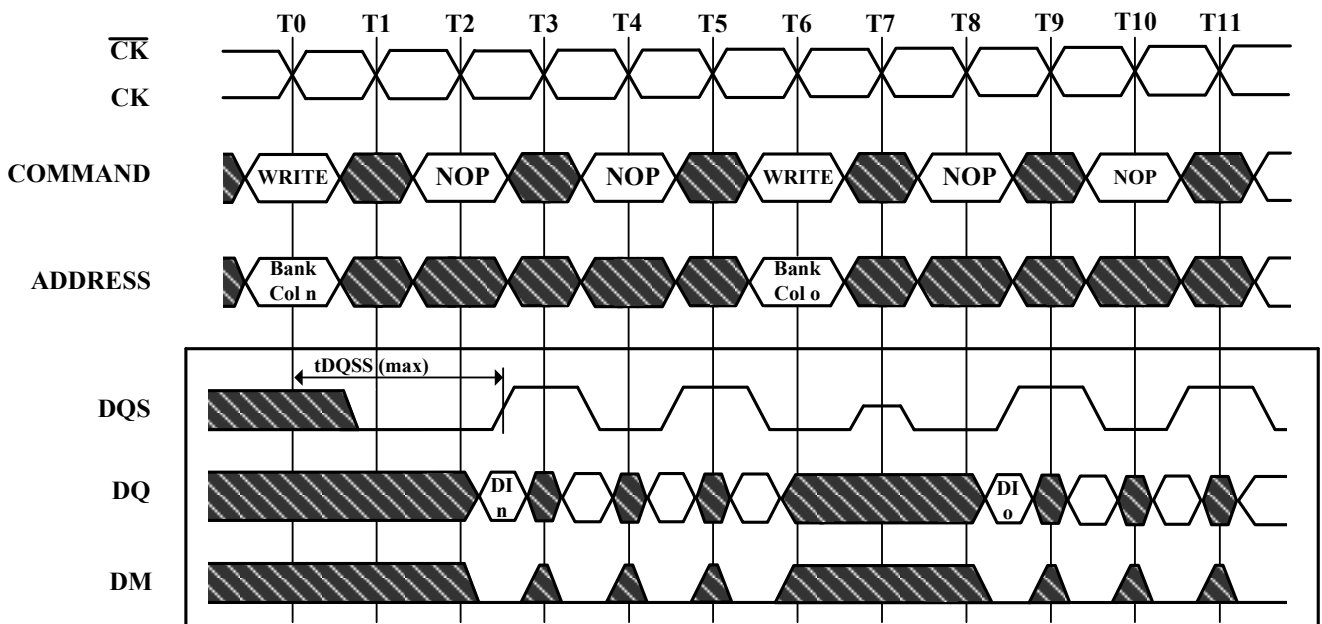 T0 T1 T2 T3 T4 T5 T6 T7 T8 T9 T10 T11
CK
CK
COMMAND WRITE NOP NOP WRITE NOP NOP
ADDRESS Bank Col n Bank Col o
tDQSS (max)
DQS
DQ DI n DI o
DM